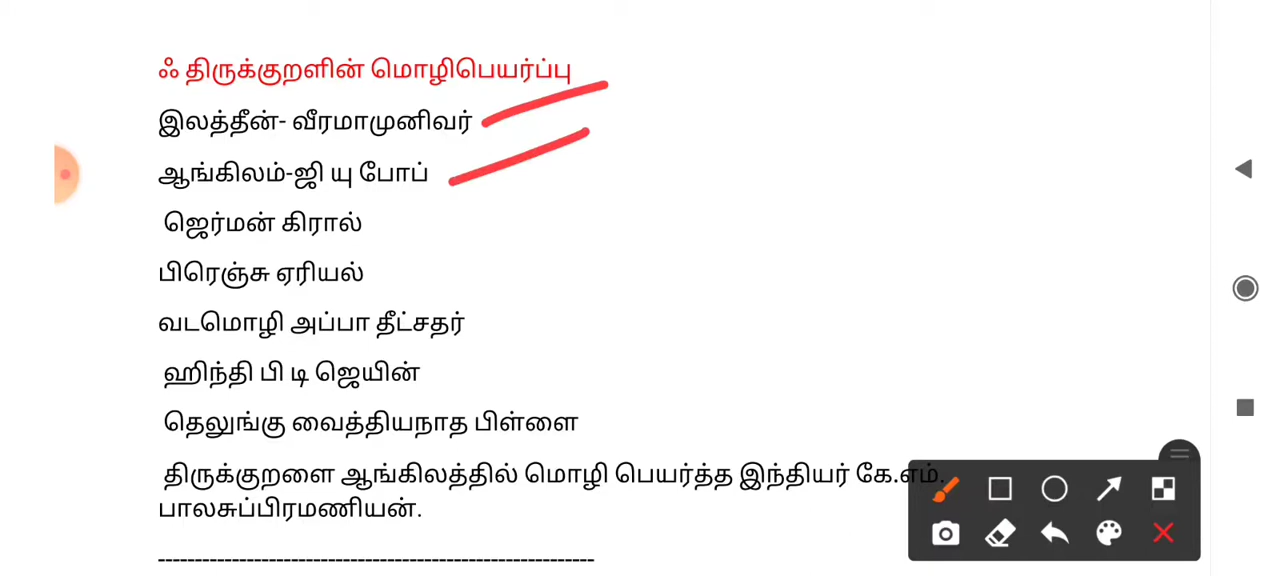 ஃ திருக்குறளின் மொழிபெயர்ப்பு
இலத்தீன்- வீரமாமுனிவர்
ஆங்கிலம்-ஜி யு போப்
ஜெர்மன் கிரால்
பிரெஞ்சு ஏரியல்
வடமொழி அப்பா தீட்சதர்
ஹிந்தி பி டி ஜெயின்
தெலுங்கு வைத்தியநாத பிள்ளை
திருக்குறளை ஆங்கிலத்தில் மொழி பெயர்த்த இந்தியர் கே.எம்.
பாலசுப்பிரமணியன்.
-----------------------------------------------------------